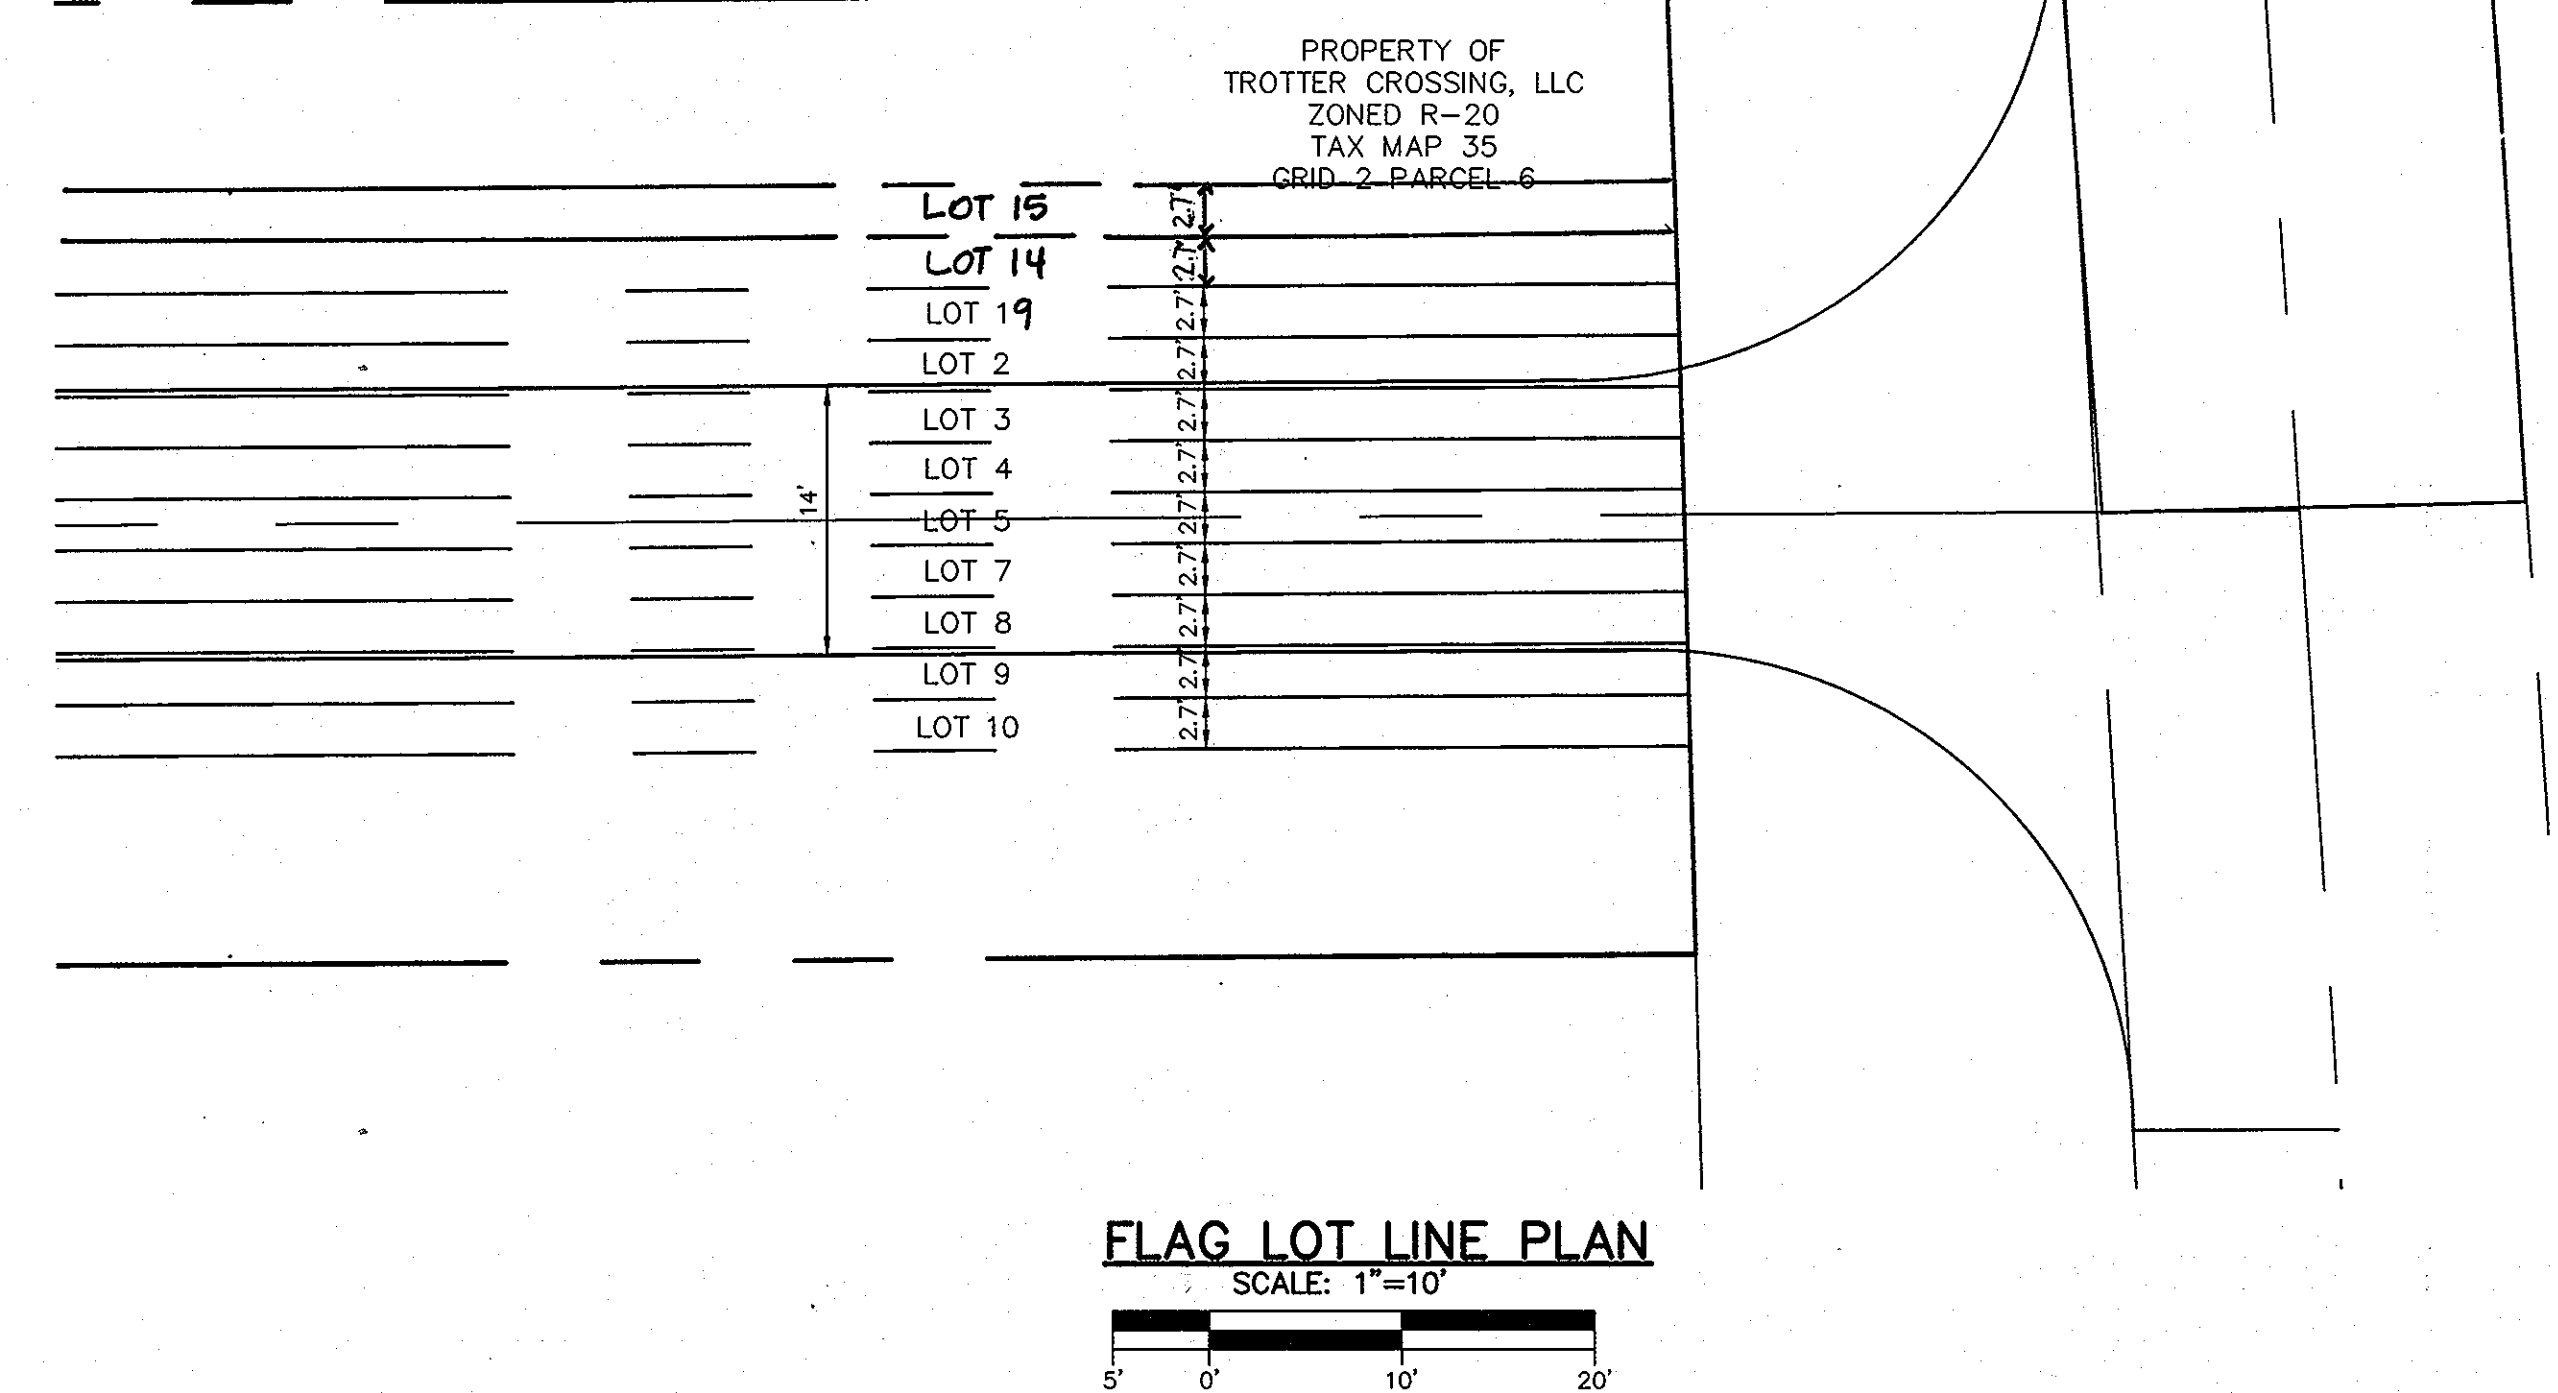 PROPERTY OF
TROTTER CROSSING, LLC
ZONED R-20
TAX MAP 35
GRID 2 PARCEL 6
LOT 15 2.7'
LOT 14 2.7'
LOT 19 2.7'
LOT 2 2.7'
LOT 3 2.7'
LOT 4 2.7'
14'
LOT 5 2.7'
LOT 7 2.7'
LOT 8 2.7'
LOT 9 2.7'
LOT 10 2.7'
FLAG LOT LINE PLAN
SCALE: 1"=10'
5' 0' 10' 20'